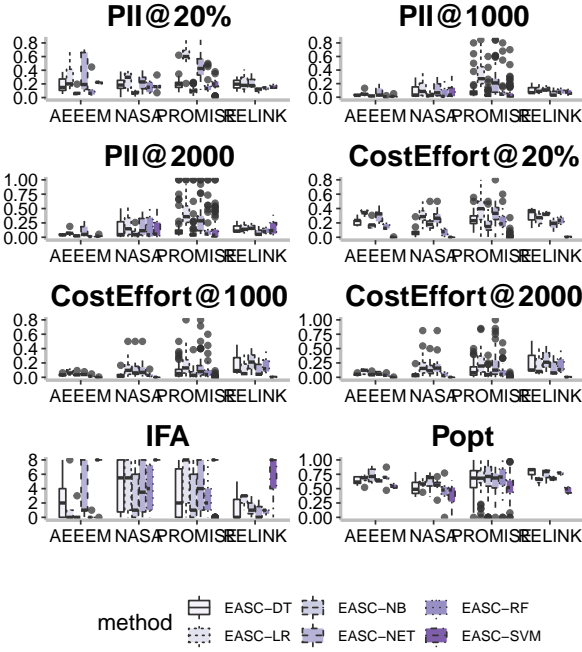 PII@20% PII@1000
0.8 0.8
0.6 0.6
0.4 0.4
0.2 0.2
0.0 0.0
AEEEM NASA PROMISE RELINK AEEEM NASA PROMISE RELINK
PII@2000 CostEffort@20%
1.00 0.8
0.75 0.6
0.50 0.4
0.25 0.2
0.00 0.0
AEEEM NASA PROMISE RELINK AEEEM NASA PROMISE RELINK
CostEffort@1000 CostEffort@2000
0.8 1.00
0.6 0.75
0.4 0.50
0.2 0.25
0.0 0.00
AEEEM NASA PROMISE RELINK AEEEM NASA PROMISE RELINK
IFA Popt
8 1.00
6 0.75
4 0.50
2 0.25
0 0.00
AEEEM NASA PROMISE RELINK AEEEM NASA PROMISE RELINK
method EASC−DT EASC−NB EASC−RF
EASC−LR EASC−NET EASC−SVM